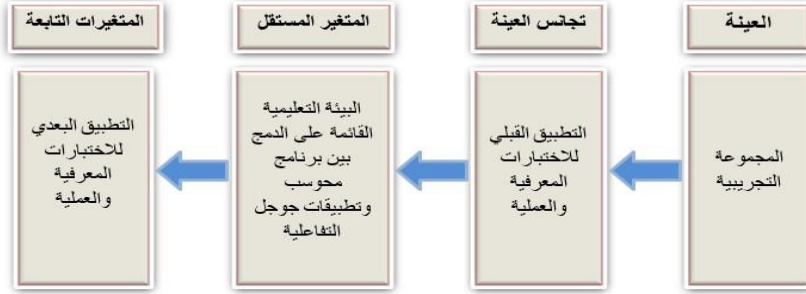 العينة
تجانس العينة
المتغير المستقل
المتغيرات التابعة
المجموعة
التجريبية
التطبيق القبلي
للاختبارات
المعرفية
والعملية
البيئة التعليمية
القائمة على الدمج
بين برنامج
محوسب
وتطبيقات جوجل
التفاعلية
التطبيق البعدي
للاختبارات
المعرفية
والعملية